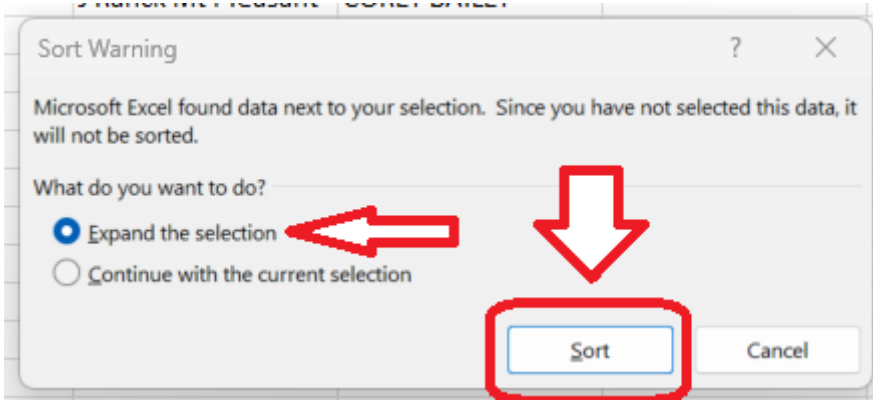 Sort Warning ?
Microsoft Excel found data next to your selection. Since you have not selected this data, it
will not be sorted.
What do you want to do?
Expand the selection
Continue with the current selection
Sort Cancel